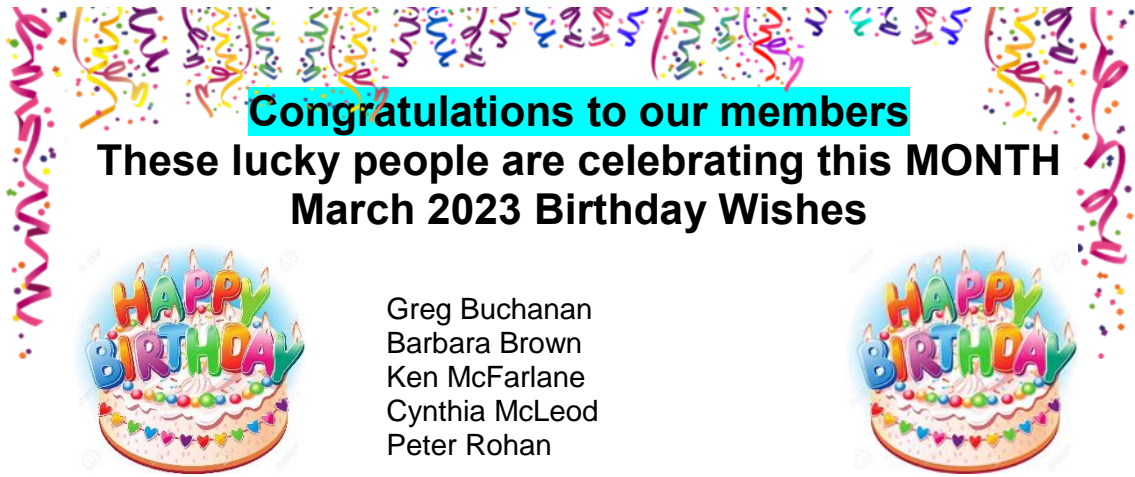 Congratulations to our members
These lucky people are celebrating this MONTH
March 2023 Birthday Wishes
HAPPY
BIRTHDAY
Greg Buchanan
Barbara Brown
Ken McFarlane
Cynthia McLeod
Peter Rohan
HAPPY
BIRTHDAY